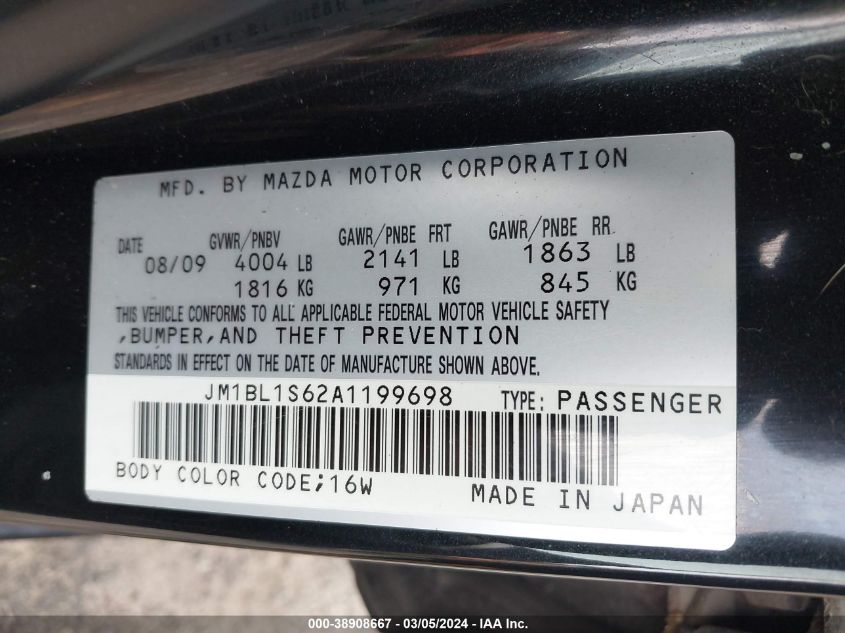 MFD. BY MAZDA MOTOR CORPORATION
DATE GVWR/PNBV GAWR/PNBE FRT GAWR/PNBE RR
08/09 4004 LB 2141 LB 1863 LB
1816 KG 971 KG 845 KG
THIS VEHICLE CONFORMS TO ALL APPLICABLE FEDERAL MOTOR VEHICLE SAFETY
,BUMPER,AND THEFT PREVENTION
STANDARDS IN EFFECT ON THE DATE OF MANUFACTURE SHOWN ABOVE.
JM1BL1S62A1199698 TYPE: PASSENGER
BODY COLOR CODE;16W
MADE IN JAPAN
000-38908667 - 03/05/2024 - IAA Inc.